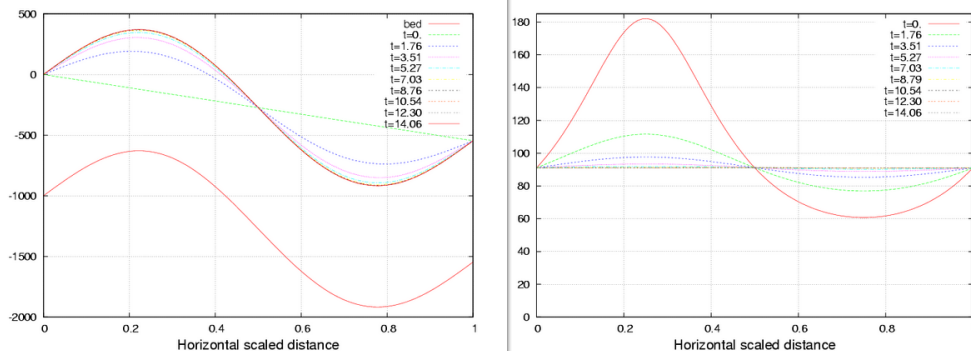 500
0
-500
-1000
-1500
-2000
0
0.2
0.4
0.6
0.8
1
Horizontal scaled distance
bed
t=0.
t=1.76
t=3.51
t=5.27
t=7.03
t=8.76
t=10.54
t=12.30
t=14.06
180
160
140
120
100
80
60
40
20
0
0
0.2
0.4
0.6
0.8
Horizontal scaled distance
t=0.
t=1.76
t=3.51
t=5.27
t=7.03
t=8.79
t=10.54
t=12.30
t=14.06